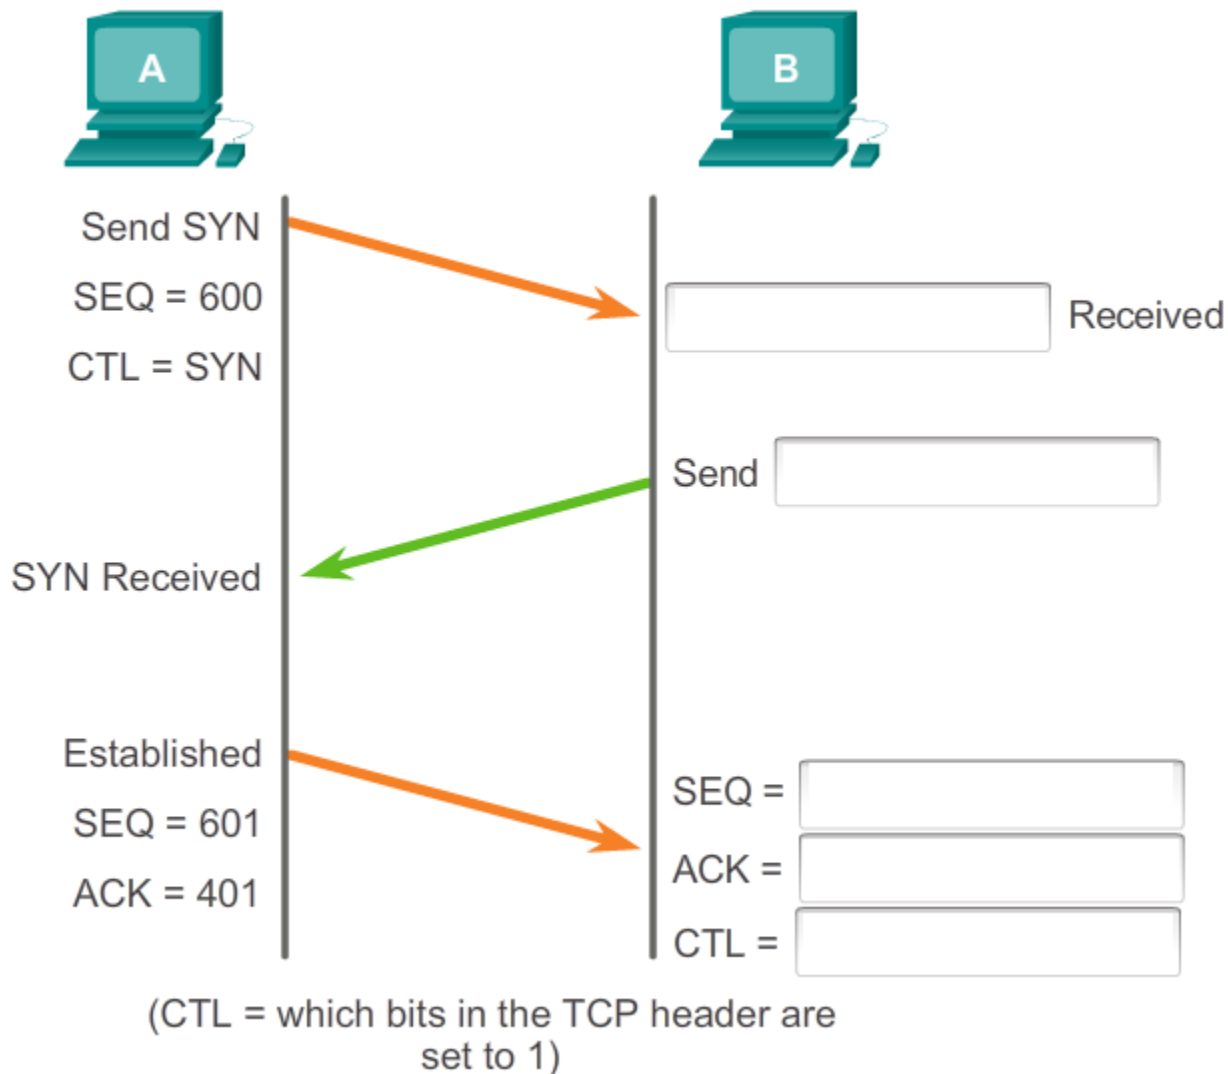 A
B
Send SYN
SEQ = 600
CTL = SYN
Received
Send
SYN Received
Established
SEQ = 601
ACK = 401
SEQ =
ACK =
CTL =
(CTL = which bits in the TCP header are
set to 1)